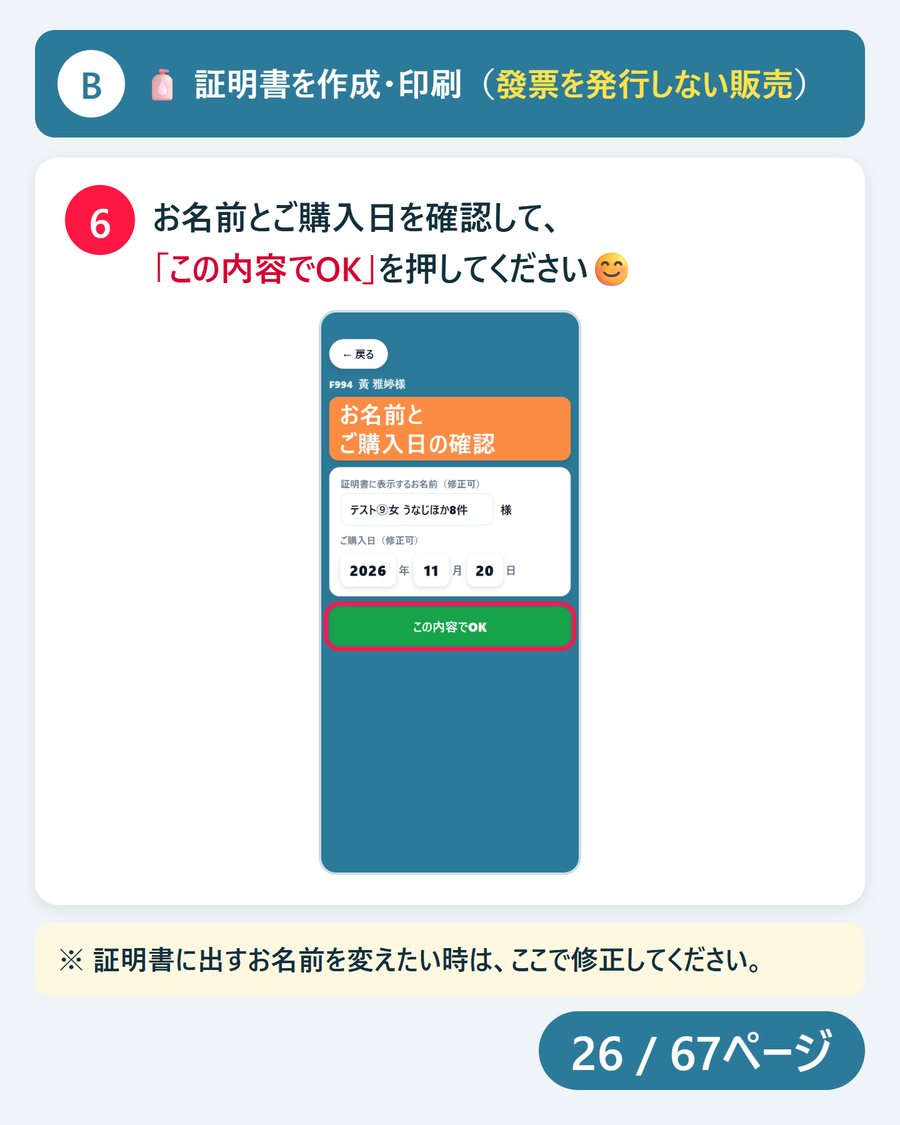 B 証明書を作成・印刷（發票を発行しない販売）
6 お名前とご購入日を確認して、
「この内容でOK」を押してください
← 戻る
F994 黃 雅婷様
お名前と
ご購入日の確認
証明書に表示するお名前（修正可）
テスト⑨女 うなじほか8件 様
ご購入日（修正可）
2026 年 11 月 20 日
この内容でOK
※ 証明書に出すお名前を変えたい時は、ここで修正してください。
26 / 67ページ